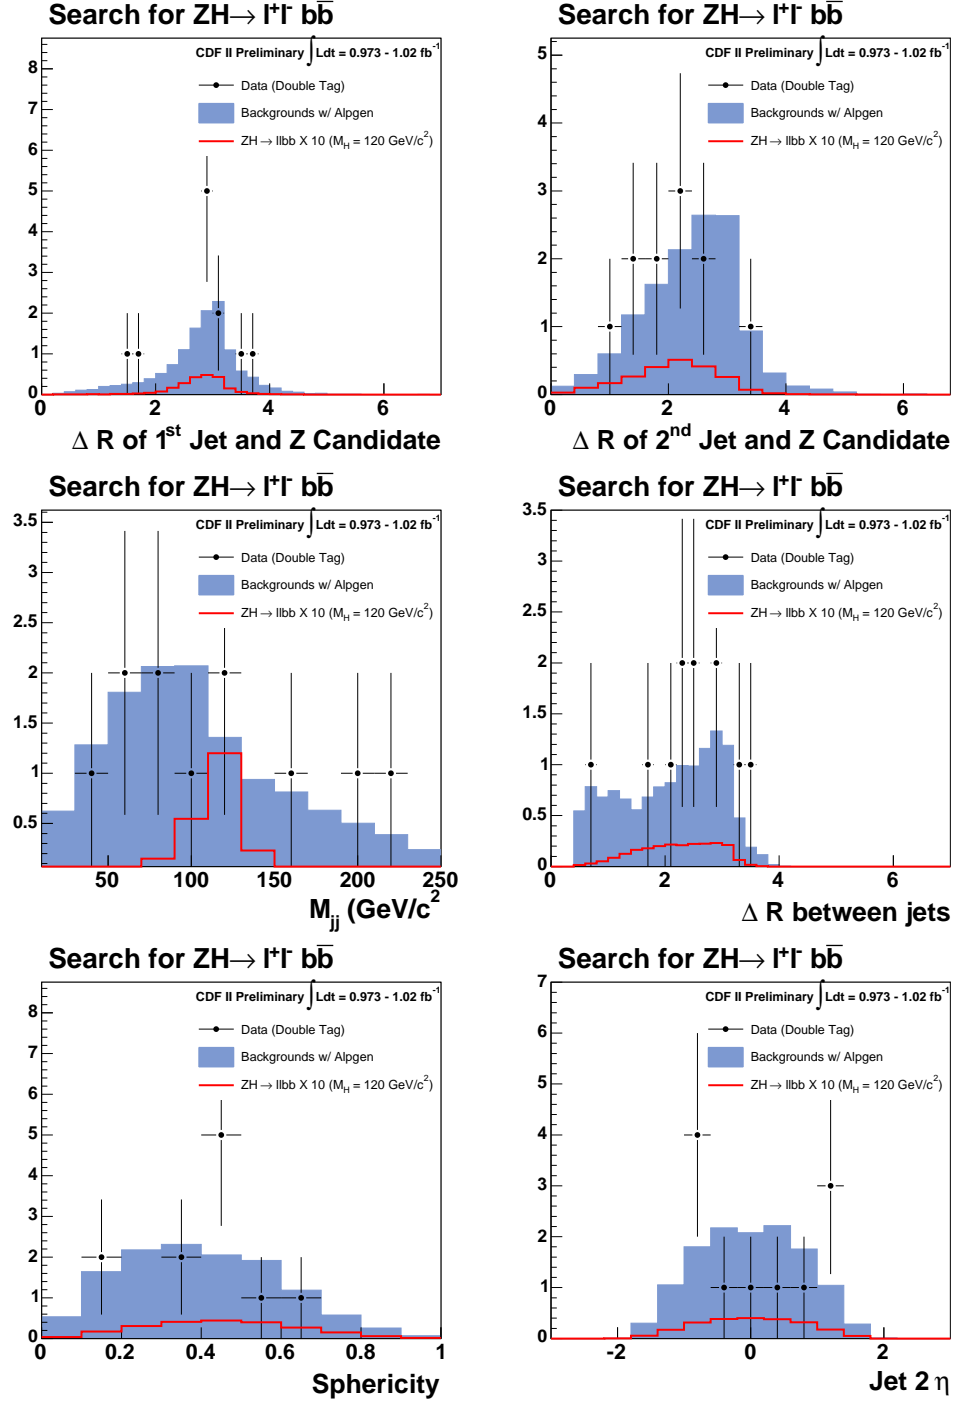 Search for ZH→ l⁺l⁻ bb̅
CDF II Preliminary ∫ Ldt = 0.973 - 1.02 fb⁻¹
Data (Double Tag)
Backgrounds w/ Alpgen
ZH → llbb X 10 (M_H = 120 GeV/c²)
8
7
6
5
4
3
2
1
0
0 2 4 6
Δ R of 1st Jet and Z Candidate
Search for ZH→ l⁺l⁻ bb̅
CDF II Preliminary ∫ Ldt = 0.973 - 1.02 fb⁻¹
Data (Double Tag)
Backgrounds w/ Alpgen
ZH → llbb X 10 (M_H = 120 GeV/c²)
5
4
3
2
1
0
0 2 4 6
Δ R of 2nd Jet and Z Candidate
Search for ZH→ l⁺l⁻ bb̅
CDF II Preliminary ∫ Ldt = 0.973 - 1.02 fb⁻¹
Data (Double Tag)
Backgrounds w/ Alpgen
ZH → llbb X 10 (M_H = 120 GeV/c²)
3.5
3
2.5
2
1.5
1
0.5
50 100 150 200 250
M_jj (GeV/c²
Search for ZH→ l⁺l⁻ bb̅
CDF II Preliminary ∫ Ldt = 0.973 - 1.02 fb⁻¹
Data (Double Tag)
Backgrounds w/ Alpgen
ZH → llbb X 10 (M_H = 120 GeV/c²)
3.5
3
2.5
2
1.5
1
0.5
0
0 2 4 6
Δ R between jets
Search for ZH→ l⁺l⁻ bb̅
CDF II Preliminary ∫ Ldt = 0.973 - 1.02 fb⁻¹
Data (Double Tag)
Backgrounds w/ Alpgen
ZH → llbb X 10 (M_H = 120 GeV/c²)
8
7
6
5
4
3
2
1
0
0 0.2 0.4 0.6 0.8 1
Sphericity
Search for ZH→ l⁺l⁻ bb̅
CDF II Preliminary ∫ Ldt = 0.973 - 1.02 fb⁻¹
Data (Double Tag)
Backgrounds w/ Alpgen
ZH → llbb X 10 (M_H = 120 GeV/c²)
7
6
5
4
3
2
1
0
-2 0 2
Jet 2 η